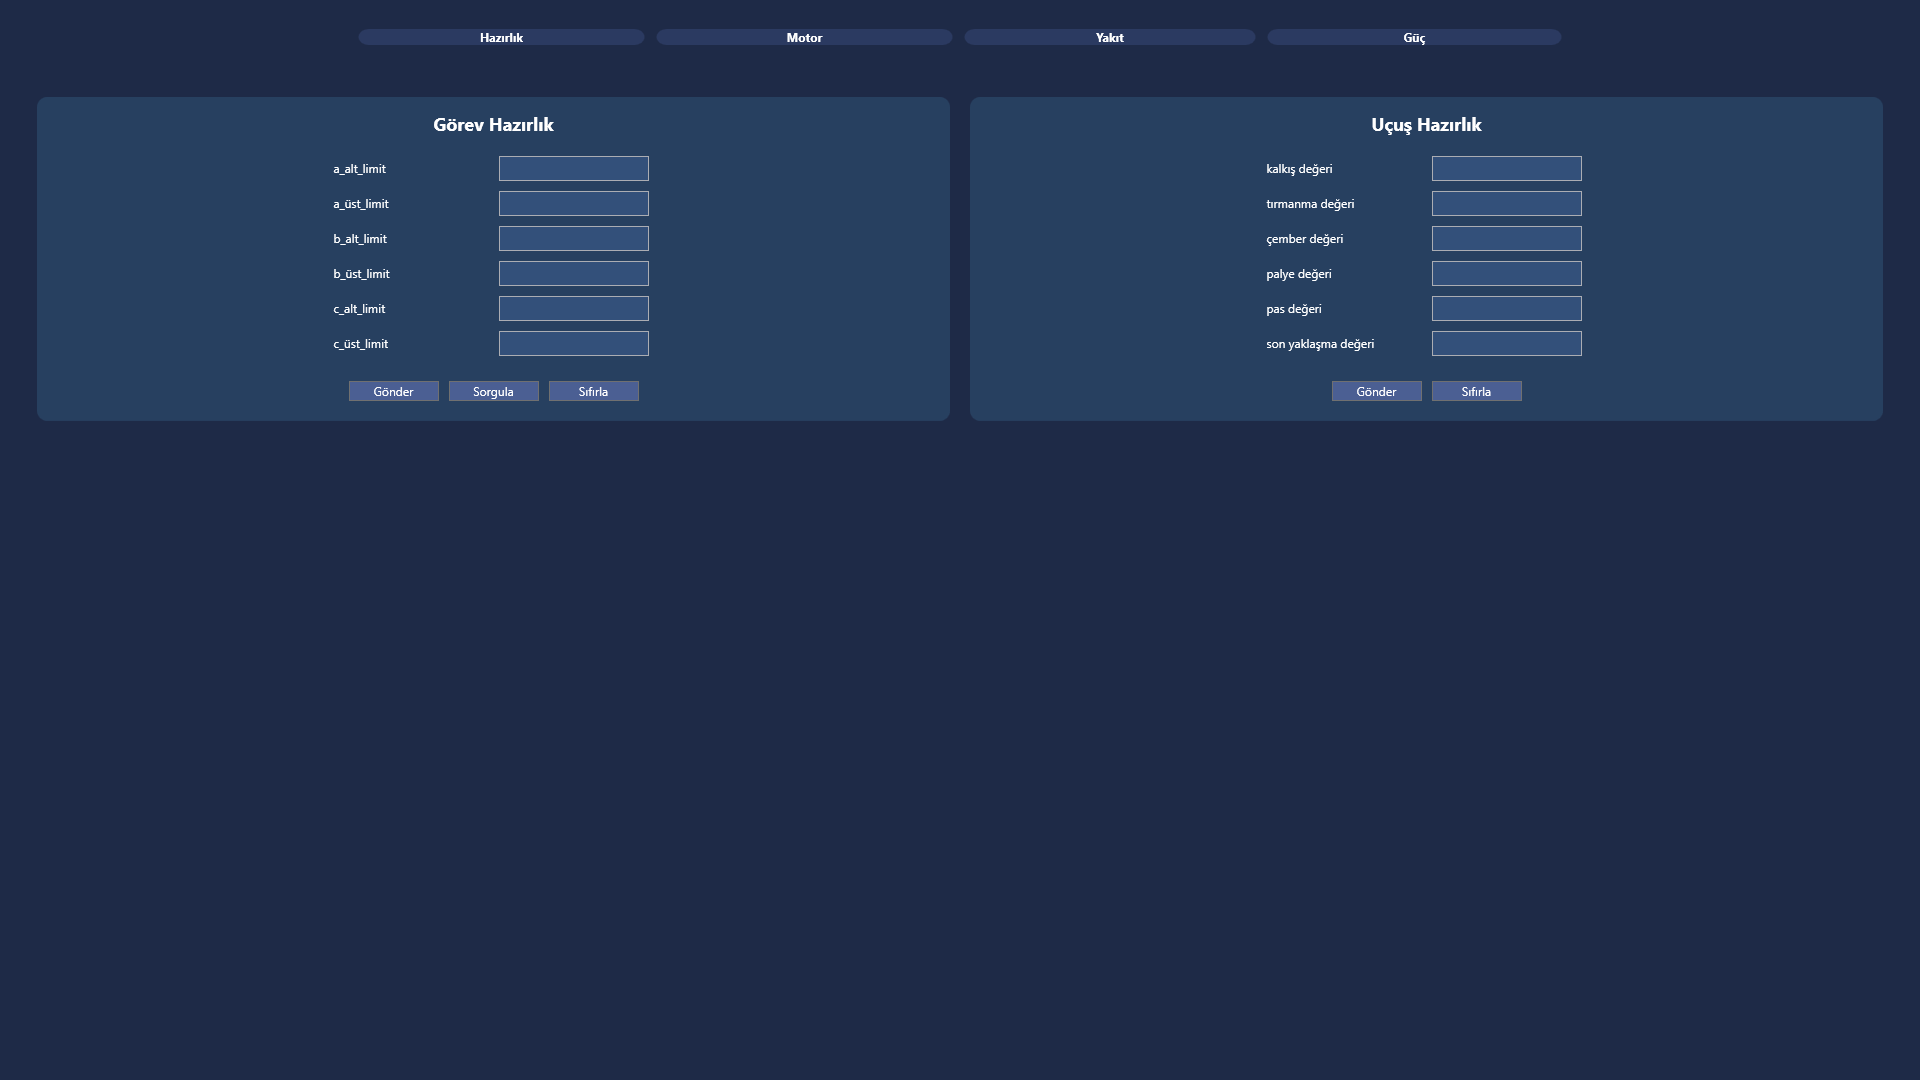 Hazırlık
Motor
Yakıt
Güç
Görev Hazırlık
a_alt_limit
a_üst_limit
b_alt_limit
b_üst_limit
c_alt_limit
c_üst_limit
Gönder
Sorgula
Sıfırla
Uçuş Hazırlık
kalkış değeri
tırmanma değeri
çember değeri
palye değeri
pas değeri
son yaklaşma değeri
Gönder
Sıfırla